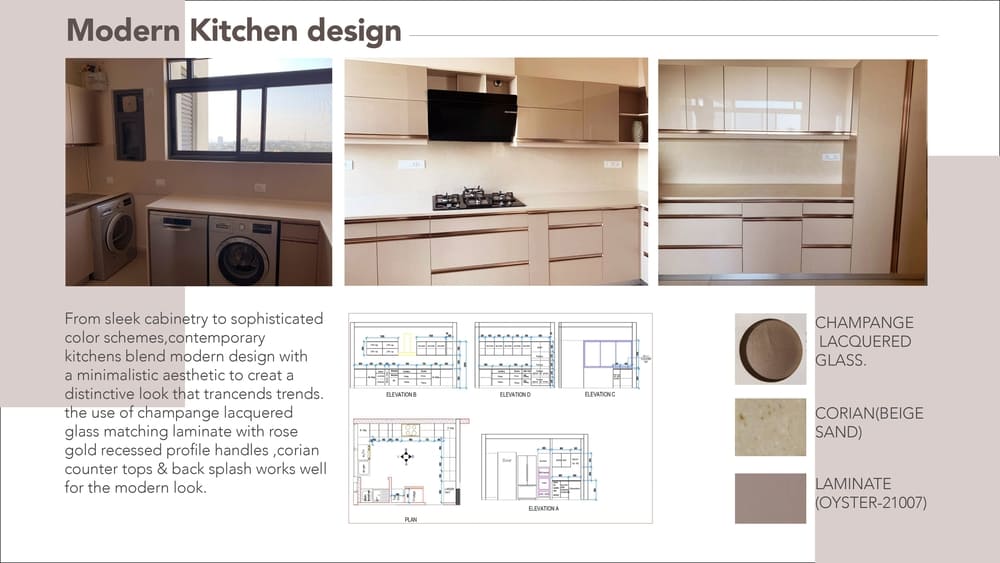 Modern Kitchen design
From sleek cabinetry to sophisticated
color schemes,contemporary
kitchens blend modern design with
a minimalistic aesthetic to creat a
distinctive look that trancends trends.
the use of champange lacquered
glass matching laminate with rose
gold recessed profile handles ,corian
counter tops & back splash works well
for the modern look.
ELEVATION B
ELEVATION D
ELEVATION C
PLAN
ELEVATION A
CHAMPANGE
LACQUERED
GLASS.
CORIAN(BEIGE
SAND)
LAMINATE
(OYSTER-21007)